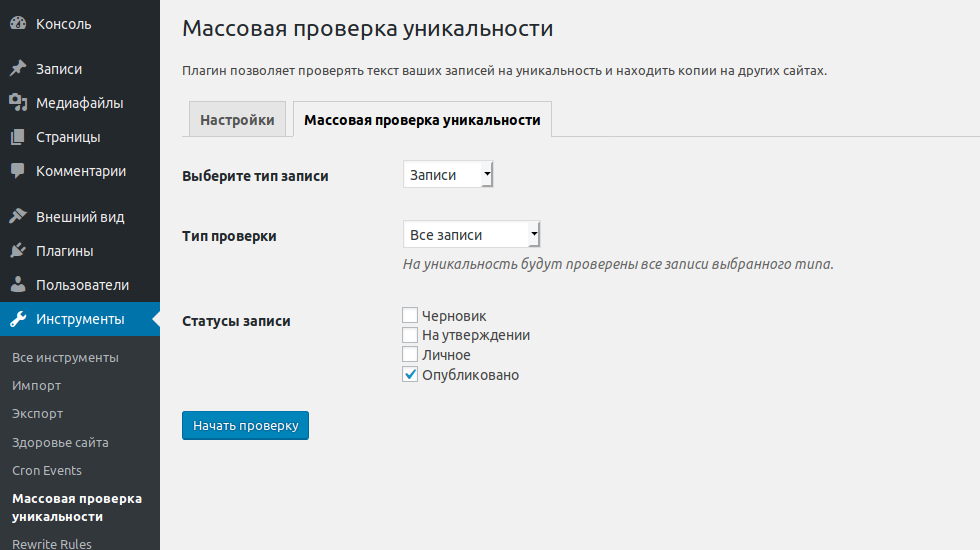 Консоль
Записи
Медиафайлы
Страницы
Комментарии
Внешний вид
Плагины
Пользователи
Инструменты
Все инструменты
Импорт
Экспорт
Здоровье сайта
Cron Events
Массовая проверка
уникальности
Rewrite Rules
Массовая проверка уникальности
Плагин позволяет проверять текст ваших записей на уникальность и находить копии на других сайтах.
Настройки Массовая проверка уникальности
Выберите тип записи Записи
Тип проверки Все записи
На уникальность будут проверены все записи выбранного типа.
Статусы записи Черновик
На утверждении
Личное
Опубликовано
Начать проверку